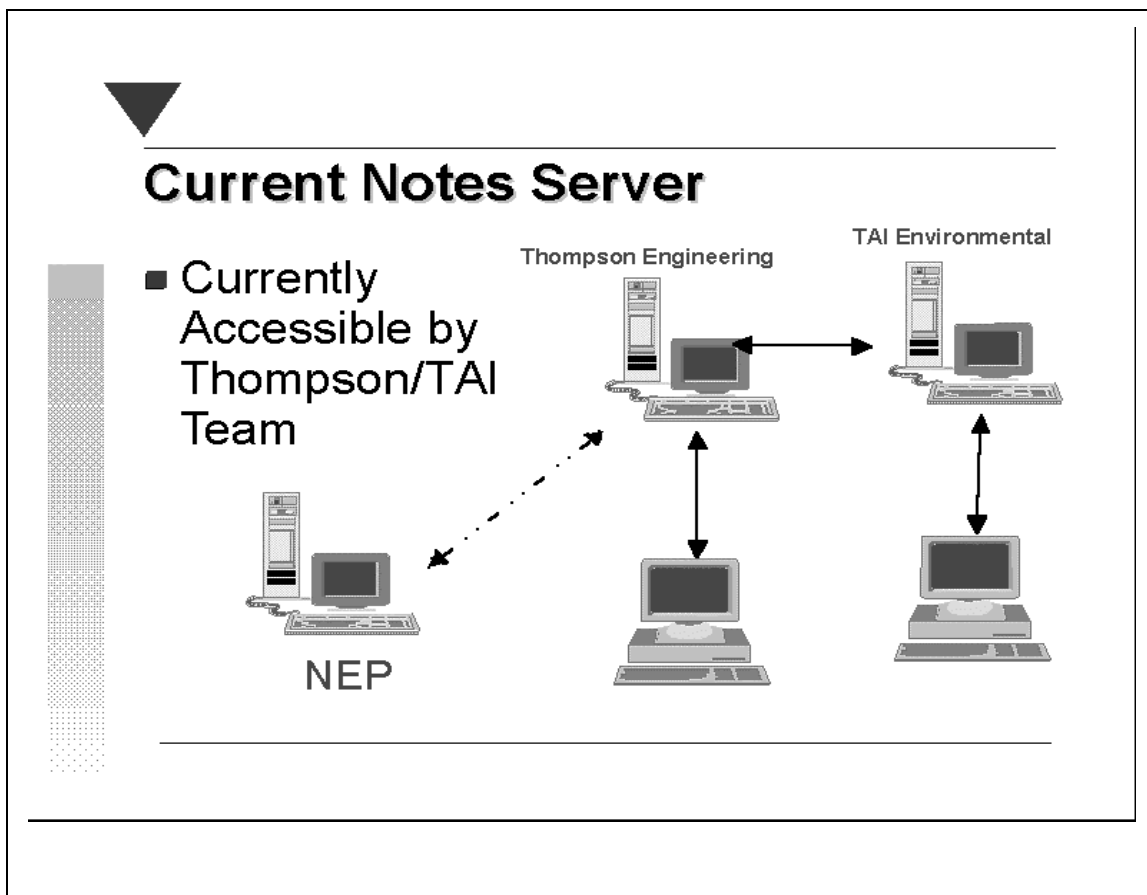 Current Notes Server
Currently
Accessible by
Thompson/TAI
Team
Thompson Engineering
TAI Environmental
NEP